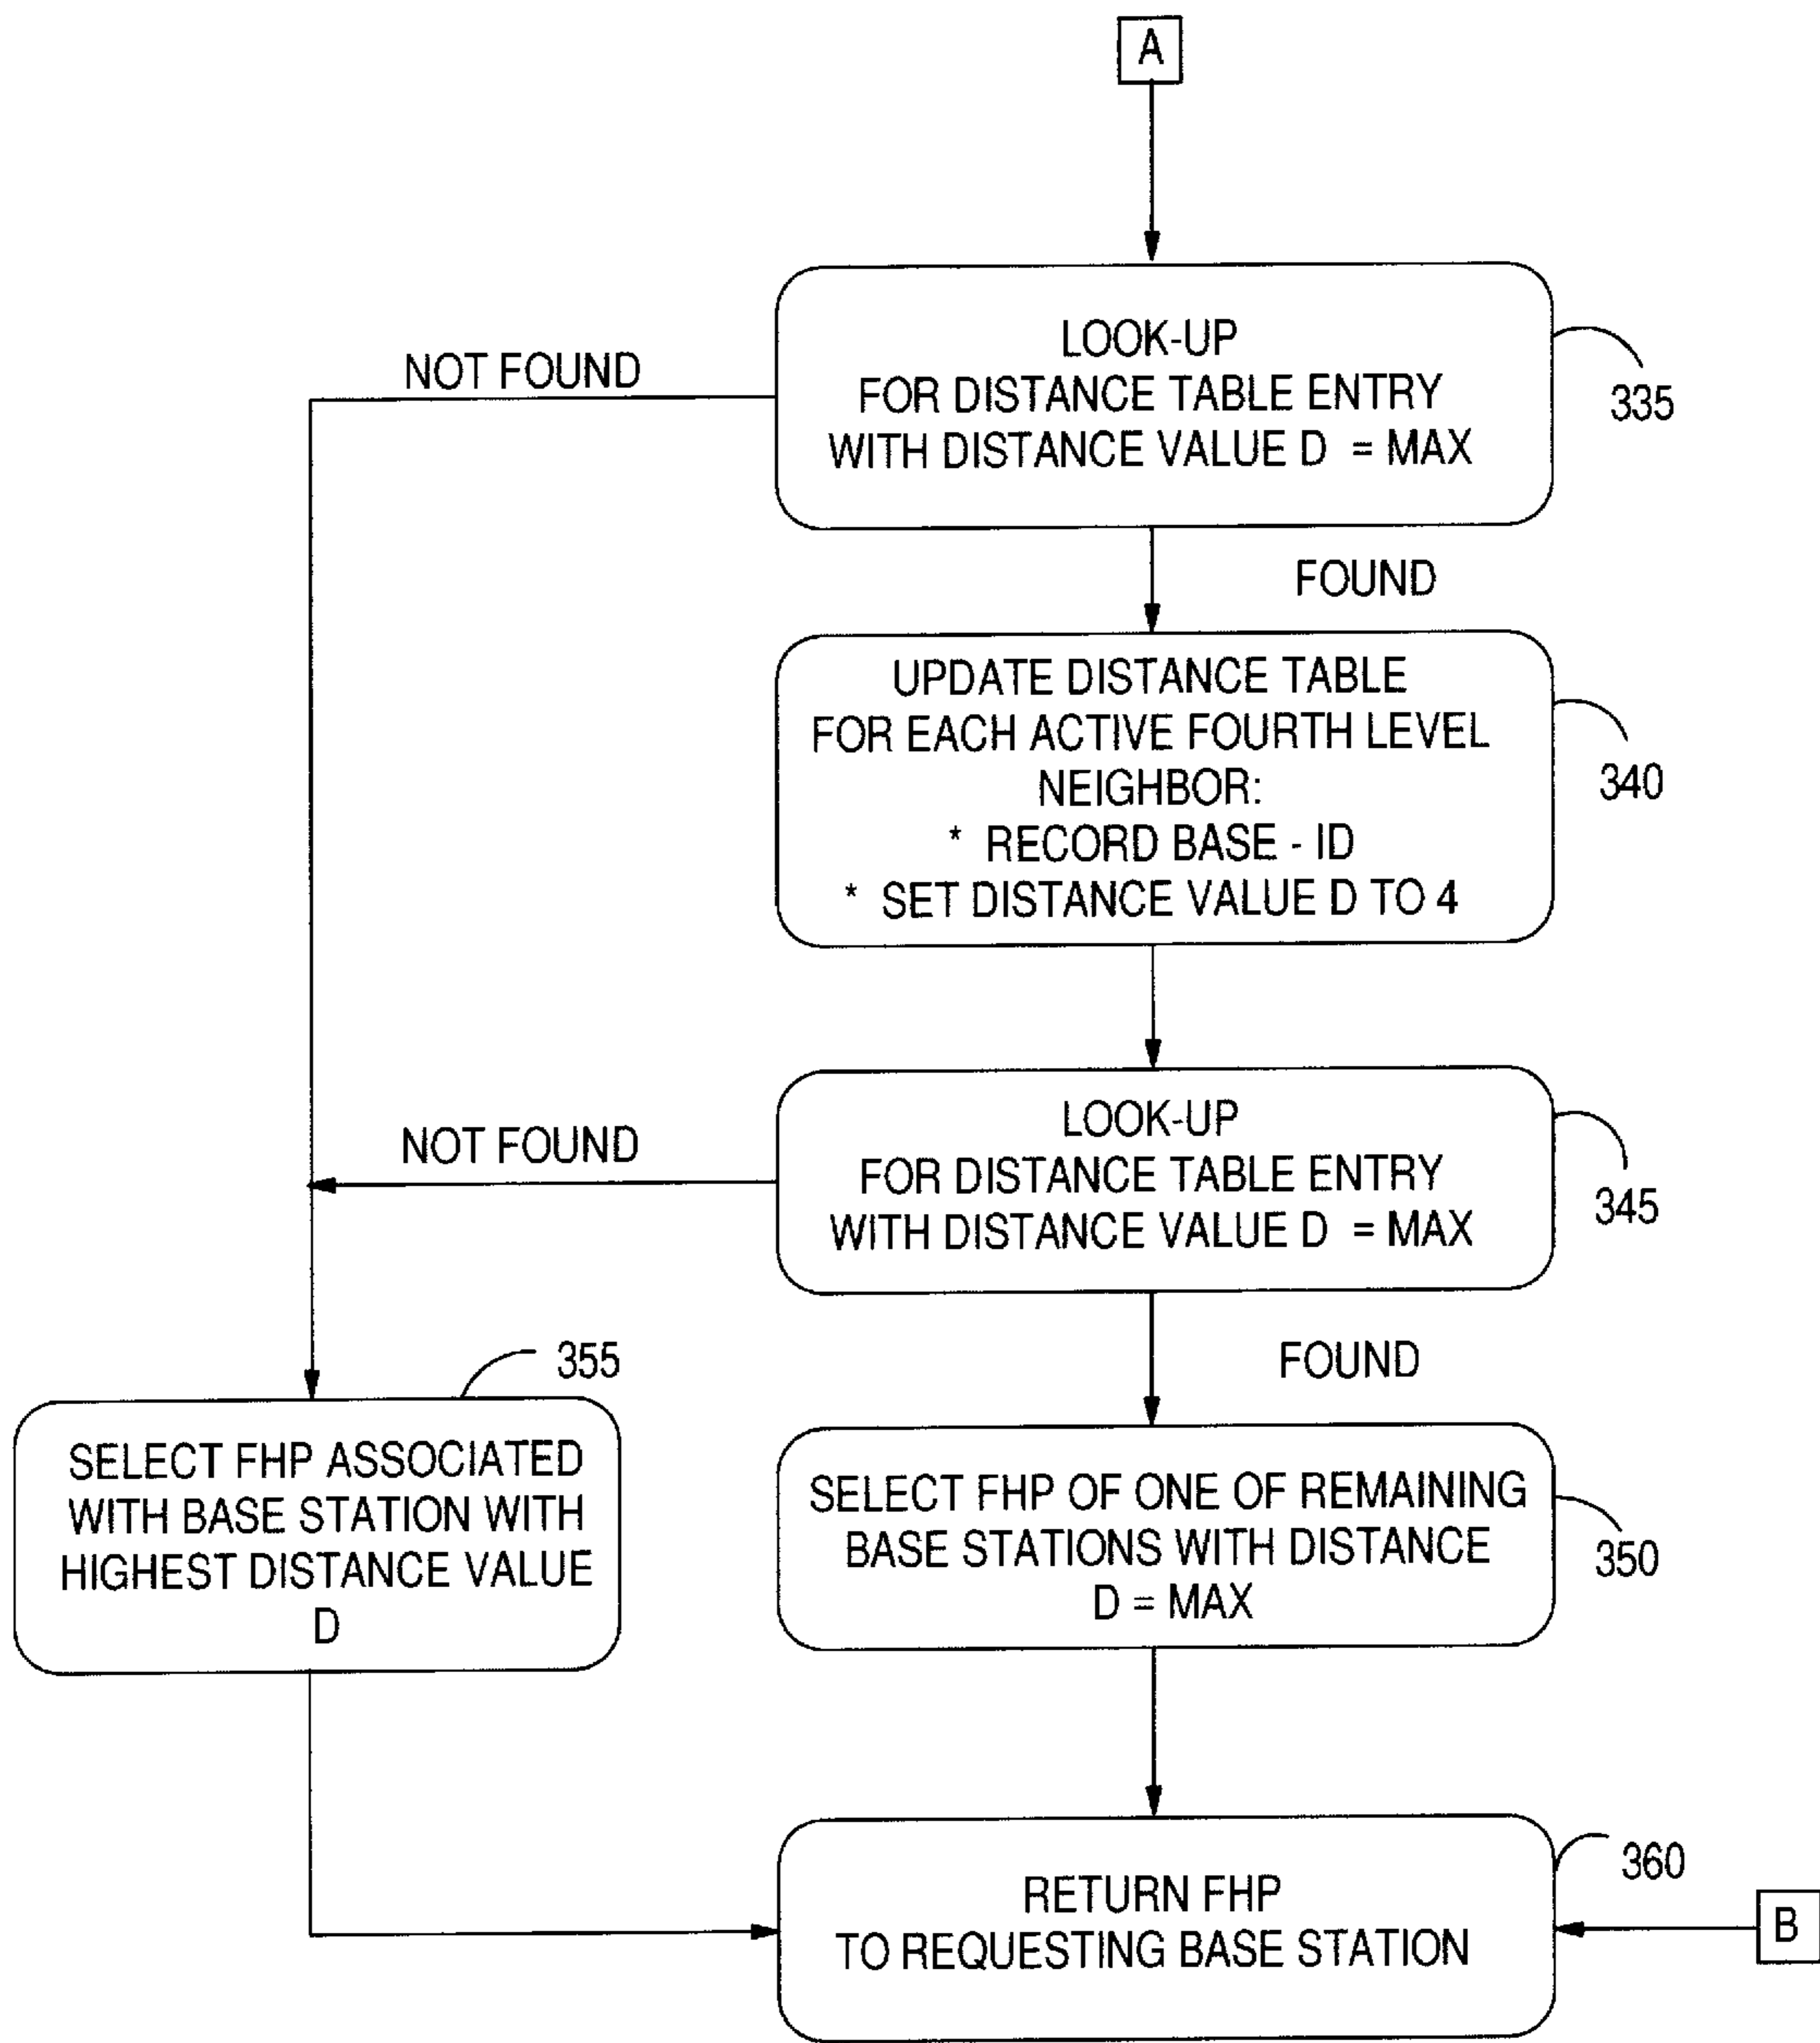 A
LOOK-UP
FOR DISTANCE TABLE ENTRY
WITH DISTANCE VALUE D = MAX
335
NOT FOUND
FOUND
UPDATE DISTANCE TABLE
FOR EACH ACTIVE FOURTH LEVEL
NEIGHBOR:
* RECORD BASE - ID
* SET DISTANCE VALUE D TO 4
340
LOOK-UP
FOR DISTANCE TABLE ENTRY
WITH DISTANCE VALUE D = MAX
345
NOT FOUND
FOUND
355
SELECT FHP ASSOCIATED
WITH BASE STATION WITH
HIGHEST DISTANCE VALUE
D
SELECT FHP OF ONE OF REMAINING
BASE STATIONS WITH DISTANCE
D = MAX
350
RETURN FHP
TO REQUESTING BASE STATION
360
B